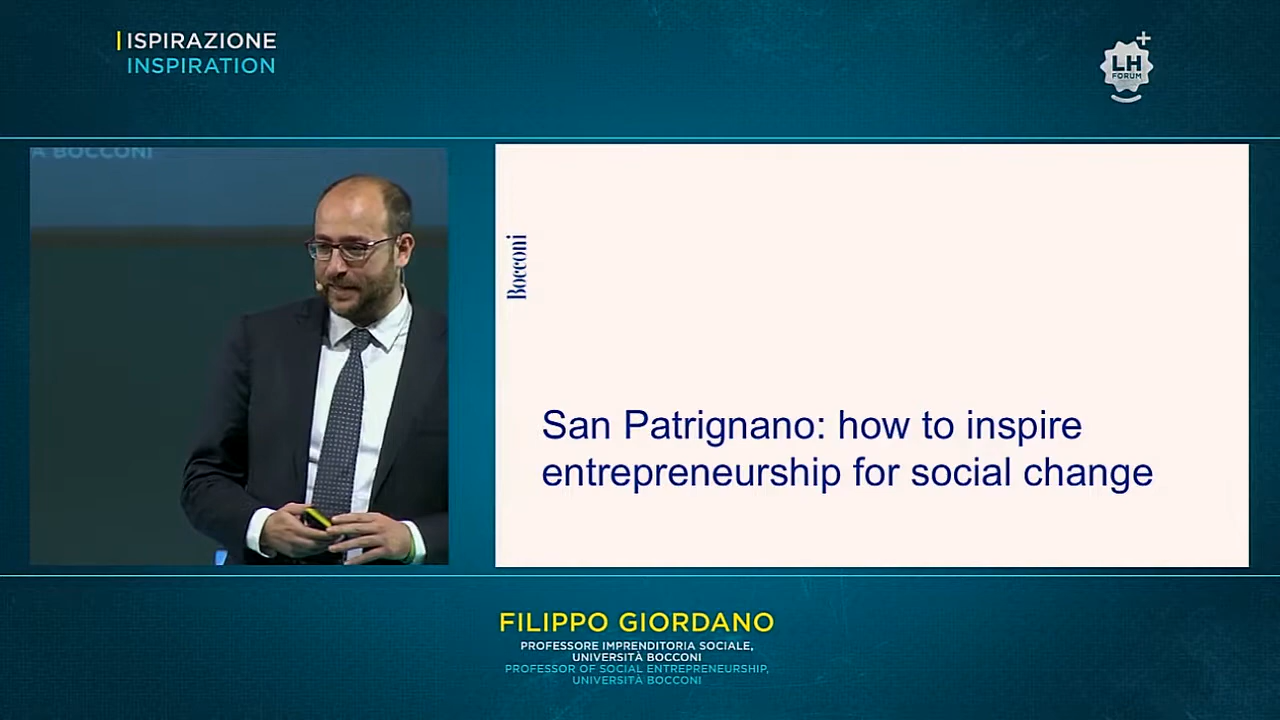 ISPIRAZIONE
INSPIRATION
LH
FORUM
A BOCCONI
Bocconi
San Patrignano: how to inspire
entrepreneurship for social change
FILIPPO GIORDANO
PROFESSORE IMPRENDITORIA SOCIALE,
UNIVERSITÀ BOCCONI
PROFESSOR OF SOCIAL ENTREPRENEURSHIP,
UNIVERSITÀ BOCCONI